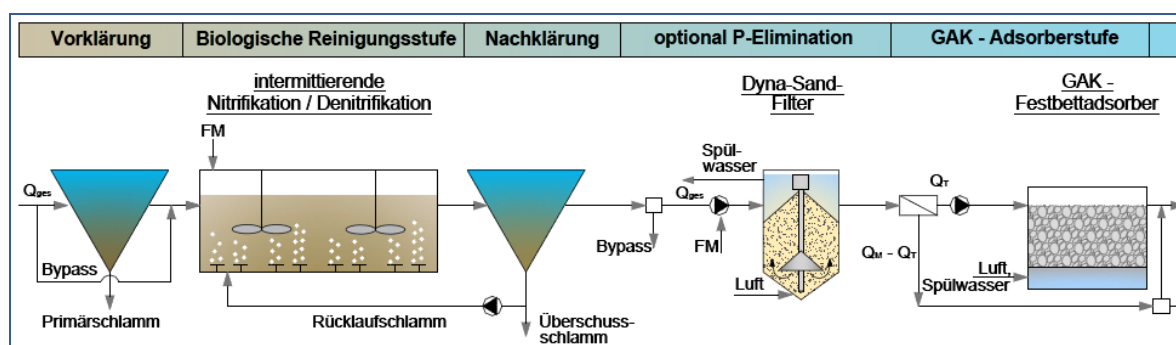 Vorklärung
Biologische Reinigungsstufe
Nachklärung
optional P-Elimination
GAK - Adsorberstufe
intermittierende
Nitrifikation / Denitrifikation
Dyna-Sand-
Filter
GAK -
Festbettadsorber
FM
Spül-
wasser
Qges
Qges
QT
Bypass
Bypass
FM
QM - QT
Luft
Luft,
Spülwasser
Primärschlamm
Rücklaufschlamm
Überschuss-
schlamm